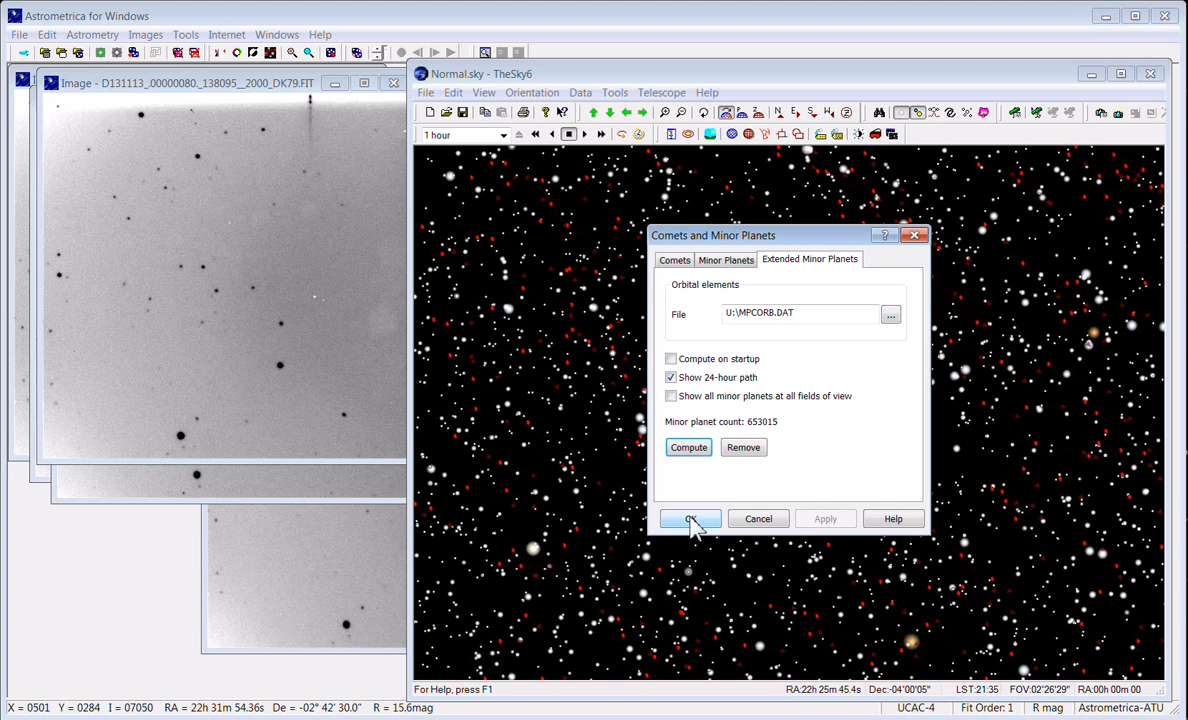 Astrometrica for Windows
File Edit Astrometry Images Tools Internet Windows Help
Image - D131113_.00000080._138095__2000_DK79.FIT
Normal.sky - TheSky6
File Edit View Orientation Data Tools Telescope Help
1 hour
Comets and Minor Planets
Comets Minor Planets Extended Minor Planets
Orbital elements
File U:\MPCORB.DAT ...
Compute on startup
Show 24-hour path
Show all minor planets at all fields of view
Minor planet count: 653015
Compute Remove
OK Cancel Apply Help
For Help, press F1 RA:22h 25m 45.4s Dec:-04°00'05" LST:21:35 FOV:02°26'29" RA:00h 00m 00
X = 0501 Y = 0284 I = 07050 RA = 22h 31m 54.36s De = -02° 42' 30.0" R = 15.6mag UCAC-4 Fit Order: 1 R mag Astrometrica-ATU